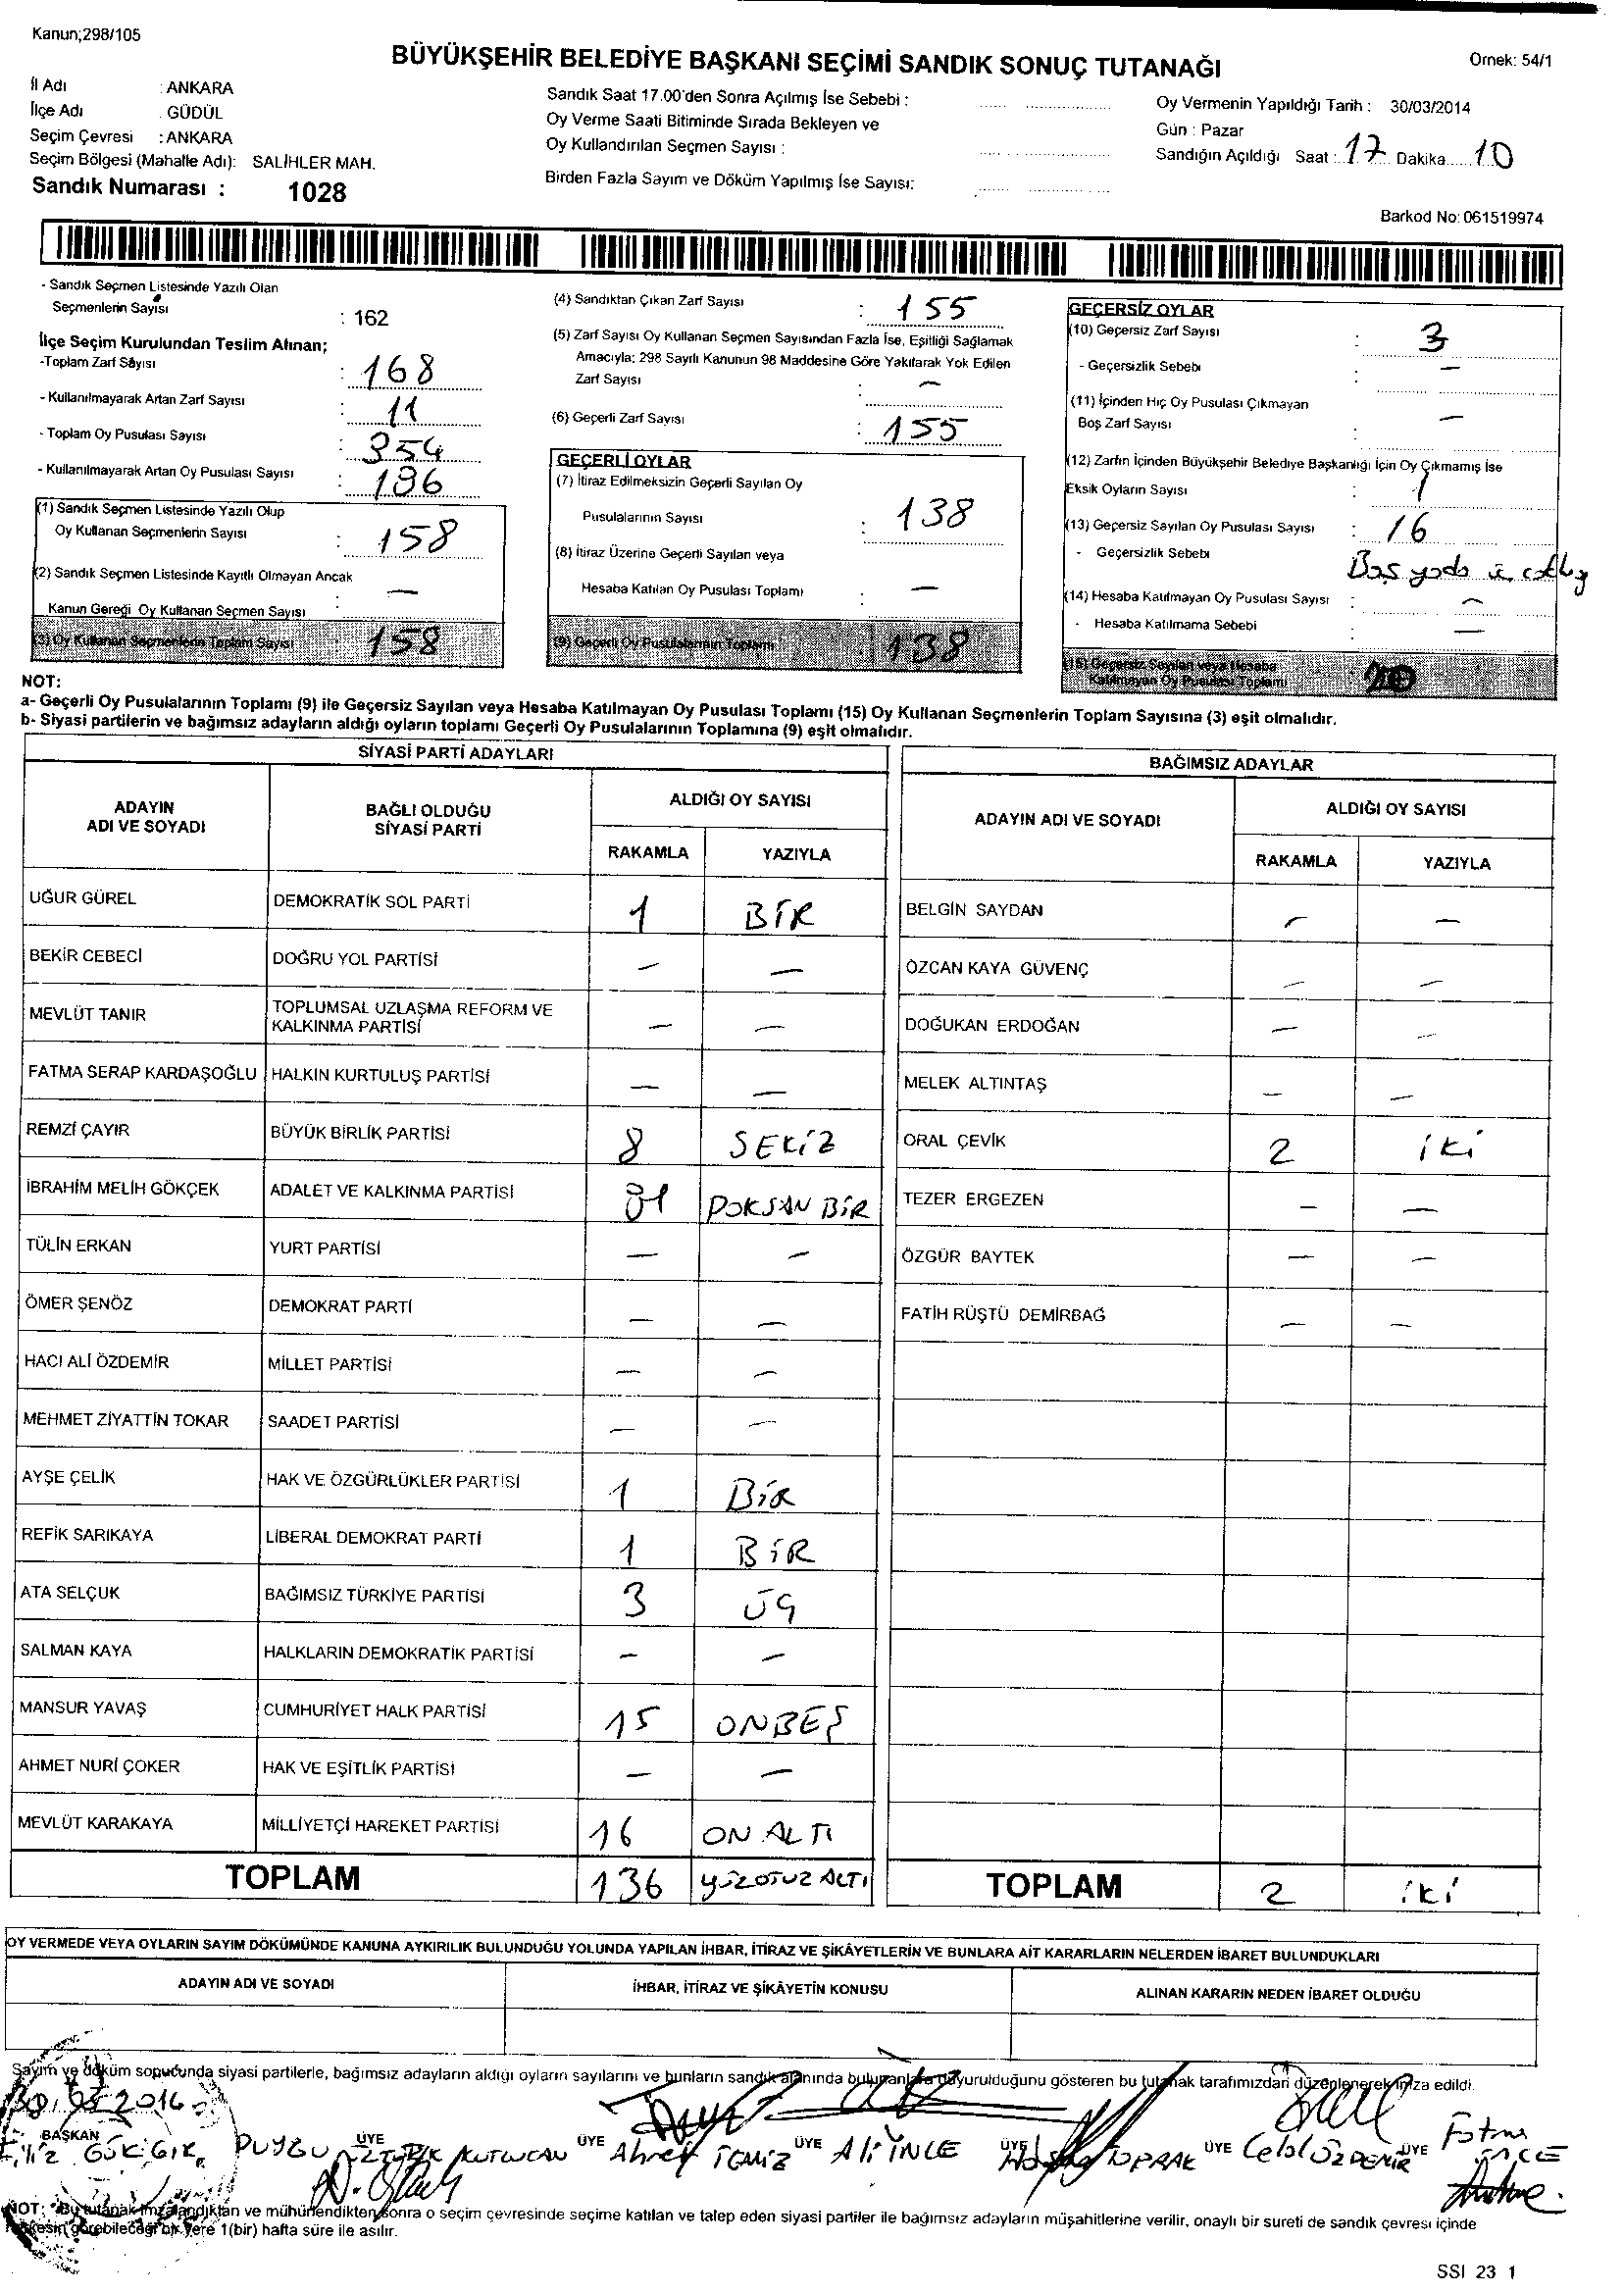 Kanun;298/105
BÜYÜKŞEHİR BELEDİYE BAŞKANI SEÇİMİ SANDIK SONUÇ TUTANAĞI
Örnek: 54/1
İl Adı : ANKARA
İlçe Adı : GÜDÜL
Seçim Çevresi : ANKARA
Seçim Bölgesi (Mahalle Adı): SALİHLER MAH.
Sandık Numarası : 1028
Sandık Saat 17.00'den Sonra Açılmış İse Sebebi :
Oy Verme Saati Bitiminde Sırada Bekleyen ve
Oy Kullandırılan Seçmen Sayısı :
Birden Fazla Sayım ve Döküm Yapılmış İse Sayısı:
Oy Vermenin Yapıldığı Tarih : 30/03/2014
Gün : Pazar
Sandığın Açıldığı Saat : 17 Dakika 10
Barkod No: 061519974
- Sandık Seçmen Listesinde Yazılı Olan
Seçmenlerin Sayısı : 162
İlçe Seçim Kurulundan Teslim Alınan;
-Toplam Zarf Sayısı : 168
- Kullanılmayarak Artan Zarf Sayısı : 11
- Toplam Oy Pusulası Sayısı : 354
- Kullanılmayarak Artan Oy Pusulası Sayısı : 196
(1) Sandık Seçmen Listesinde Yazılı Olup
Oy Kullanan Seçmenlerin Sayısı : 158
(2) Sandık Seçmen Listesinde Kayıtlı Olmayan Ancak
Kanun Gereği Oy Kullanan Seçmen Sayısı : —
(3) Oy Kullanan Seçmenlerin Toplam Sayısı : 158
(4) Sandıktan Çıkan Zarf Sayısı : 155
(5) Zarf Sayısı Oy Kullanan Seçmen Sayısından Fazla İse, Eşitliği Sağlamak
Amacıyla; 298 Sayılı Kanunun 98 Maddesine Göre Yakılarak Yok Edilen
Zarf Sayısı : —
(6) Geçerli Zarf Sayısı : 155
GEÇERLİ OYLAR
(7) İtiraz Edilmeksizin Geçerli Sayılan Oy
Pusulalarının Sayısı : 138
(8) İtiraz Üzerine Geçerli Sayılan veya
Hesaba Katılan Oy Pusulası Toplamı : —
(9) Geçerli Oy Pusulalarının Toplamı : 138
GEÇERSİZ OYLAR
(10) Geçersiz Zarf Sayısı : 3
- Geçersizlik Sebebi : —
(11) İçinden Hiç Oy Pusulası Çıkmayan
Boş Zarf Sayısı : —
(12) Zarfın İçinden Büyükşehir Belediye Başkanlığı İçin Oy Çıkmamış İse
Eksik Oyların Sayısı : 1
(13) Geçersiz Sayılan Oy Pusulası Sayısı : 16
- Geçersizlik Sebebi : Boş yada
(14) Hesaba Katılmayan Oy Pusulası Sayısı : —
- Hesaba Katılmama Sebebi : —
(15) Geçersiz Sayılan veya Hesaba
Katılmayan Oy Pusulası Toplamı 20
NOT:
a- Geçerli Oy Pusulalarının Toplamı (9) ile Geçersiz Sayılan veya Hesaba Katılmayan Oy Pusulası Toplamı (15) Oy Kullanan Seçmenlerin Toplam Sayısına (3) eşit olmalıdır.
b- Siyasi partilerin ve bağımsız adayların aldığı oyların toplamı Geçerli Oy Pusulalarının Toplamına (9) eşit olmalıdır.
SİYASİ PARTİ ADAYLARI
ADAYIN ADI VE SOYADI BAĞLI OLDUĞU SİYASİ PARTİ ALDIĞI OY SAYISI
RAKAMLA YAZIYLA
UĞUR GÜREL DEMOKRATİK SOL PARTİ 1 BİR
BEKİR CEBECİ DOĞRU YOL PARTİSİ — —
MEVLÜT TANIR TOPLUMSAL UZLAŞMA REFORM VE KALKINMA PARTİSİ — —
FATMA SERAP KARDAŞOĞLU HALKIN KURTULUŞ PARTİSİ — —
REMZİ ÇAYIR BÜYÜK BİRLİK PARTİSİ 8 SEKİZ
İBRAHİM MELİH GÖKÇEK ADALET VE KALKINMA PARTİSİ 91 DOKSAN BİR
TÜLİN ERKAN YURT PARTİSİ — —
ÖMER ŞENÖZ DEMOKRAT PARTİ — —
HACI ALİ ÖZDEMİR MİLLET PARTİSİ — —
MEHMET ZİYATTİN TOKAR SAADET PARTİSİ — —
AYŞE ÇELİK HAK VE ÖZGÜRLÜKLER PARTİSİ 1 BİR
REFİK SARIKAYA LİBERAL DEMOKRAT PARTİ 1 BİR
ATA SELÇUK BAĞIMSIZ TÜRKİYE PARTİSİ 3 ÜÇ
SALMAN KAYA HALKLARIN DEMOKRATİK PARTİSİ — —
MANSUR YAVAŞ CUMHURİYET HALK PARTİSİ 15 ONBEŞ
AHMET NURİ ÇOKER HAK VE EŞİTLİK PARTİSİ — —
MEVLÜT KARAKAYA MİLLİYETÇİ HAREKET PARTİSİ 16 ON ALTI
TOPLAM 136 YÜZOTUZ ALTI
BAĞIMSIZ ADAYLAR
ADAYIN ADI VE SOYADI ALDIĞI OY SAYISI
RAKAMLA YAZIYLA
BELGİN SAYDAN — —
ÖZCAN KAYA GÜVENÇ — —
DOĞUKAN ERDOĞAN — —
MELEK ALTINTAŞ — —
ORAL ÇEVİK 2 İKİ
TEZER ERGEZEN — —
ÖZGÜR BAYTEK — —
FATİH RÜŞTÜ DEMİRBAĞ — —
TOPLAM 2 İKİ
OY VERMEDE VEYA OYLARIN SAYIM DÖKÜMÜNDE KANUNA AYKIRILIK BULUNDUĞU YOLUNDA YAPILAN İHBAR, İTİRAZ VE ŞİKÂYETLERİN VE BUNLARA AİT KARARLARIN NELERDEN İBARET BULUNDUKLARI
ADAYIN ADI VE SOYADI İHBAR, İTİRAZ VE ŞİKÂYETİN KONUSU ALINAN KARARIN NEDEN İBARET OLDUĞU
Sayım ve döküm sonucunda siyasi partilerle, bağımsız adayların aldığı oyların sayılarını ve bunların sandık alanında bulunanlara duyurulduğunu gösteren bu tutanak tarafımızdan düzenlenerek imza edildi.
30.03.2014
BAŞKAN ÜYE ÜYE ÜYE ÜYE ÜYE ÜYE
Ahmet TEMİZ Ali İNCE TOPRAK Celal ÖZDEMİR Fatma İNCE
NOT: Bu tutanak imzalandıktan ve mühürlendikten sonra o seçim çevresinde seçime katılan ve talep eden siyasi partiler ile bağımsız adayların müşahitlerine verilir, onaylı bir sureti de sandık çevresi içinde
herkesin görebileceği bir yere 1(bir) hafta süre ile asılır.
SSI 23 1